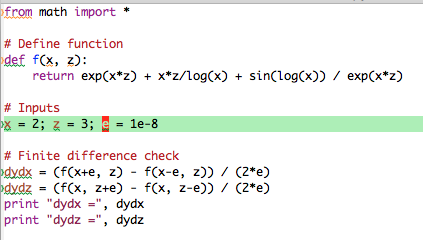 from math import *
# Define function
def f(x, z):
    return exp(x*z) + x*z/log(x) + sin(log(x)) / exp(x*z)
# Inputs
x = 2; z = 3; e = 1e-8
# Finite difference check
dydx = (f(x+e, z) - f(x-e, z)) / (2*e)
dydz = (f(x, z+e) - f(x, z-e)) / (2*e)
print "dydx =", dydx
print "dydz =", dydz